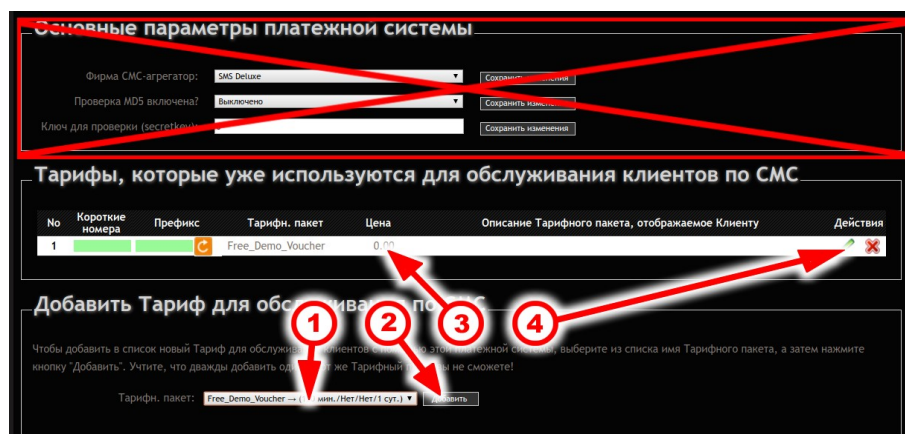 Основные параметры платежной системы
Фирма СМС-агрегатор: SMS Deluxe Сохранить изменения
Проверка MD5 включена? Выключено Сохранить изменения
Ключ для проверки (secretkey): Сохранить изменения
Тарифы, которые уже используются для обслуживания клиентов по СМС
No Короткие номера Префикс Тарифн. пакет Цена Описание Тарифного пакета, отображаемое Клиенту Действия
1 Free_Demo_Voucher 0.00
Добавить Тариф для обслуживания по СМС
1 2 3 4
Чтобы добавить в список новый Тариф для обслуживания клиентов с этой платежной системы, выберите из списка имя Тарифного пакета, а затем нажмите
кнопку "Добавить". Учтите, что дважды добавить один же Тарифный не сможете!
Тарифн. пакет: Free_Demo_Voucher → ( мин./Нет/Нет/1 сут.) Добавить